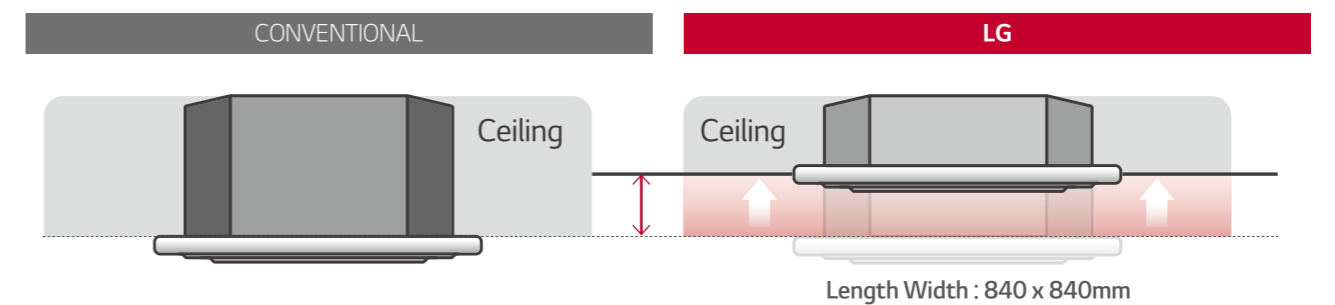 CONVENTIONAL
LG
Ceiling
Ceiling
Length Width : 840 x 840mm